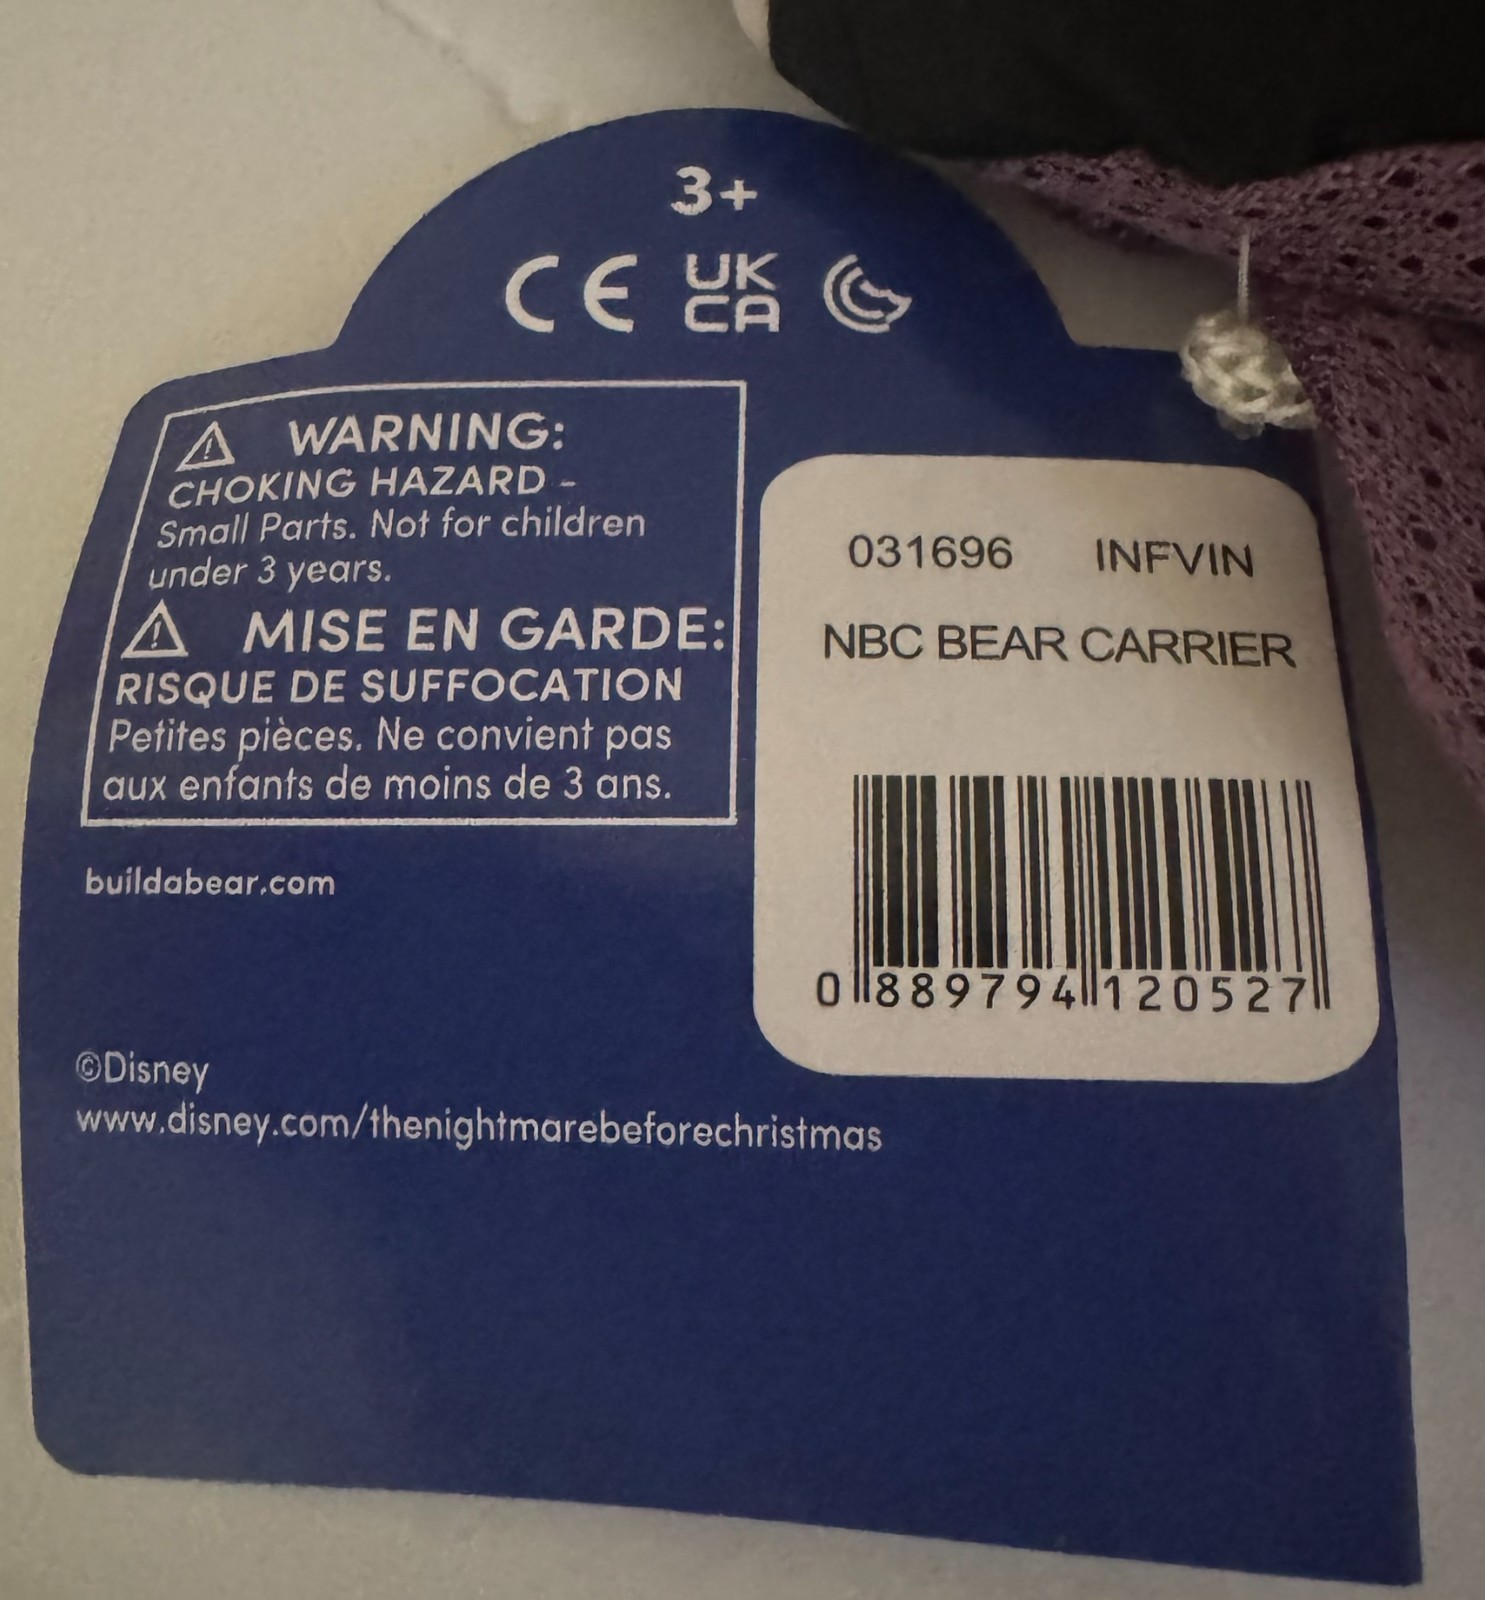 3+
CE UK CA
WARNING:
CHOKING HAZARD -
Small Parts. Not for children
under 3 years.
MISE EN GARDE:
RISQUE DE SUFFOCATION
Petites pièces. Ne convient pas
aux enfants de moins de 3 ans.
buildabear.com
©Disney
www.disney.com/thenightmarebeforechristmas
031696 INFVIN
NBC BEAR CARRIER
0 889794 120527